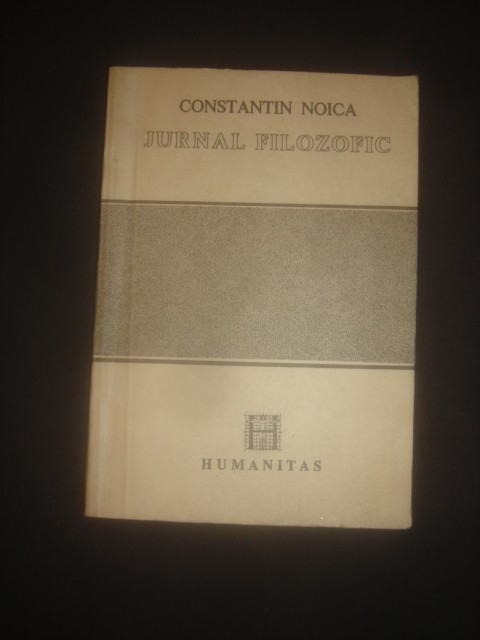 CONSTANTIN NOICA
JURNAL FILOZOFIC
H
HUMANITAS